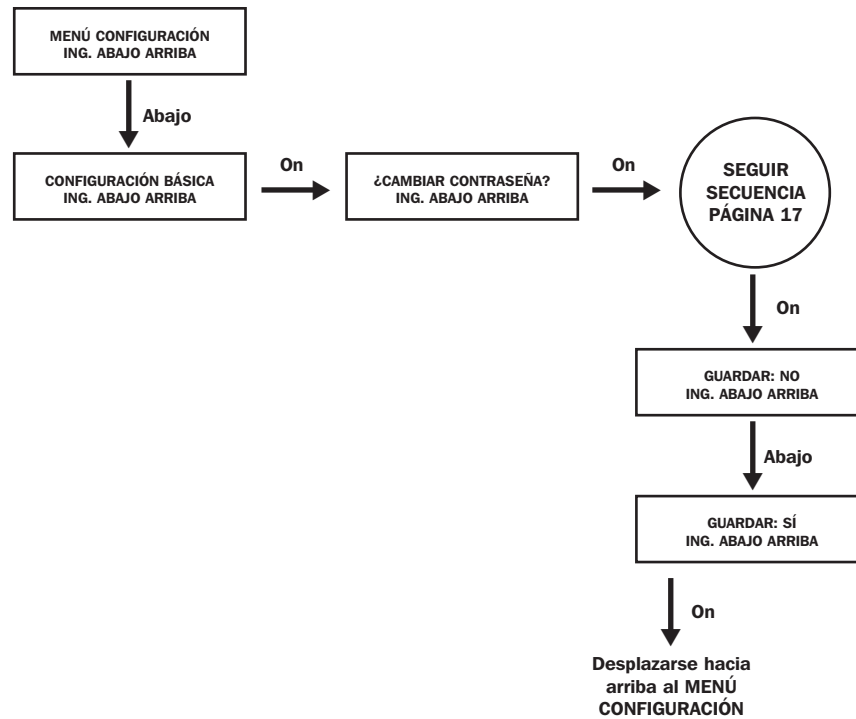 MENÚ CONFIGURACIÓN
ING. ABAJO ARRIBA
Abajo
CONFIGURACIÓN BÁSICA
ING. ABAJO ARRIBA
On
¿CAMBIAR CONTRASEÑA?
ING. ABAJO ARRIBA
On
SEGUIR
SECUENCIA
PÁGINA 17
On
GUARDAR: NO
ING. ABAJO ARRIBA
Abajo
GUARDAR: SÍ
ING. ABAJO ARRIBA
On
Desplazarse hacia
arriba al MENÚ
CONFIGURACIÓN